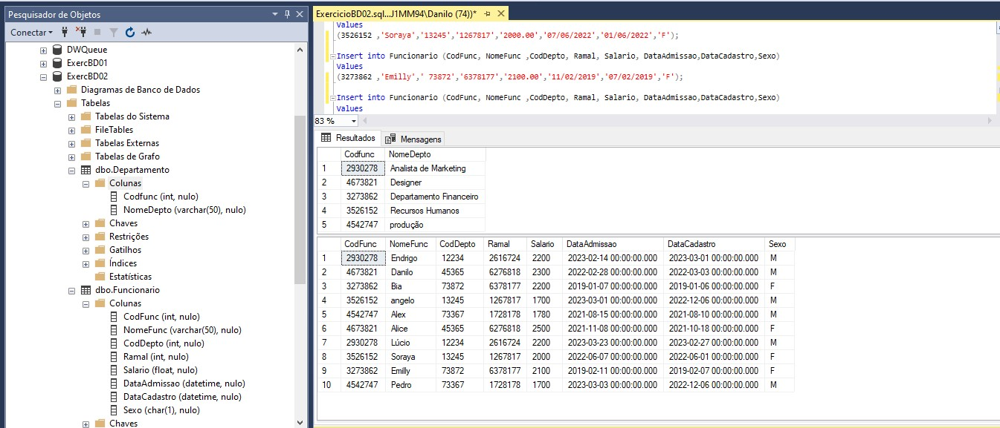 Pesquisador de Objetos
Conectar
DWQueue
ExercBD01
ExercBD02
Diagramas de Banco de Dados
Tabelas
Tabelas do Sistema
FileTables
Tabelas Externas
Tabelas de Grafo
dbo.Departamento
Colunas
Codfunc (int, nulo)
NomeDepto (varchar(50), nulo)
Chaves
Restrições
Gatilhos
Índices
Estatísticas
dbo.Funcionario
Colunas
CodFunc (int, nulo)
NomeFunc (varchar(50), nulo)
CodDepto (int, nulo)
Ramal (int, nulo)
Salario (float, nulo)
DataAdmissao (datetime, nulo)
DataCadastro (datetime, nulo)
Sexo (char(1), nulo)
Chaves
ExercicioBD02.sql...J1MM94\Danilo (74))*
Values
(3526152 ,'Soraya','13245','1267817','2000.00','07/06/2022','01/06/2022','F');
Insert into Funcionario (CodFunc, NomeFunc ,CodDepto, Ramal, Salario, DataAdmissao,DataCadastro,Sexo)
Values
(3273862 ,'Emilly',' 73872','6378177','2100.00','11/02/2019','07/02/2019','F');
Insert into Funcionario (CodFunc, NomeFunc ,CodDepto, Ramal, Salario, DataAdmissao,DataCadastro,Sexo)
Values
83 %
Resultados Mensagens
Codfunc NomeDepto
1 2930278 Analista de Marketing
2 4673821 Designer
3 3273862 Departamento Financeiro
4 3526152 Recursos Humanos
5 4542747 produção
CodFunc NomeFunc CodDepto Ramal Salario DataAdmissao DataCadastro Sexo
1 2930278 Endrigo 12234 2616724 2200 2023-02-14 00:00:00.000 2023-03-01 00:00:00.000 M
2 4673821 Danilo 45365 6276818 2300 2022-02-28 00:00:00.000 2022-03-03 00:00:00.000 M
3 3273862 Bia 73872 6378177 2200 2019-01-07 00:00:00.000 2019-01-06 00:00:00.000 F
4 3526152 angelo 13245 1267817 1700 2023-03-01 00:00:00.000 2022-12-06 00:00:00.000 M
5 4542747 Alex 73367 1728178 1780 2021-08-15 00:00:00.000 2021-08-10 00:00:00.000 M
6 4673821 Alice 45365 6276818 2500 2021-11-08 00:00:00.000 2021-10-18 00:00:00.000 F
7 2930278 Lúcio 12234 2616724 2200 2023-03-23 00:00:00.000 2023-02-27 00:00:00.000 M
8 3526152 Soraya 13245 1267817 2000 2022-06-07 00:00:00.000 2022-06-01 00:00:00.000 F
9 3273862 Emilly 73872 6378177 2100 2019-02-11 00:00:00.000 2019-02-07 00:00:00.000 F
10 4542747 Pedro 73367 1728178 1700 2023-03-03 00:00:00.000 2022-12-06 00:00:00.000 M